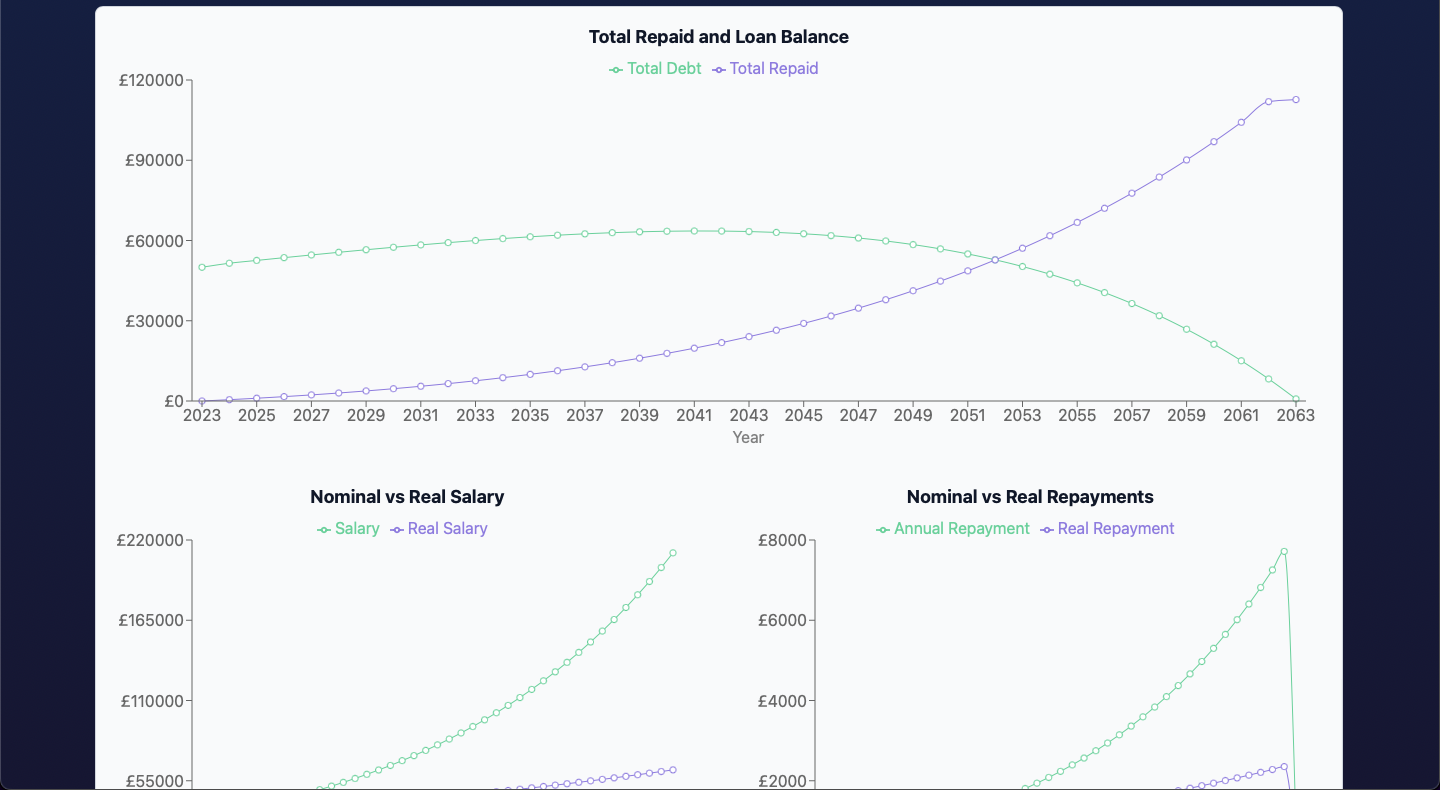 Total Repaid and Loan Balance
Total Debt Total Repaid
£120000
£90000
£60000
£30000
£0
2023 2025 2027 2029 2031 2033 2035 2037 2039 2041 2043 2045 2047 2049 2051 2053 2055 2057 2059 2061 2063
Year
Nominal vs Real Salary
Salary Real Salary
£220000
£165000
£110000
£55000
Nominal vs Real Repayments
Annual Repayment Real Repayment
£8000
£6000
£4000
£2000